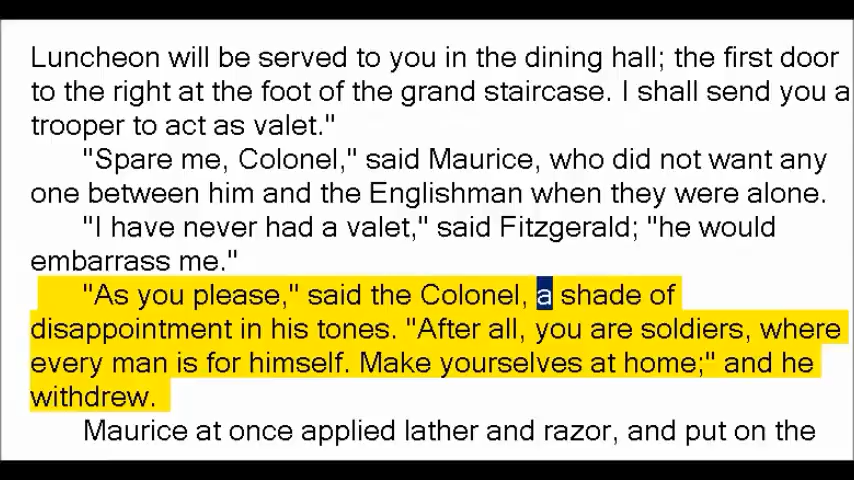 Luncheon will be served to you in the dining hall; the first door
to the right at the foot of the grand staircase. I shall send you a
trooper to act as valet."
"Spare me, Colonel," said Maurice, who did not want any
one between him and the Englishman when they were alone.
"I have never had a valet," said Fitzgerald; "he would
embarrass me."
"As you please," said the Colonel, a shade of
disappointment in his tones. "After all, you are soldiers, where
every man is for himself. Make yourselves at home;" and he
withdrew.
Maurice at once applied lather and razor, and put on the